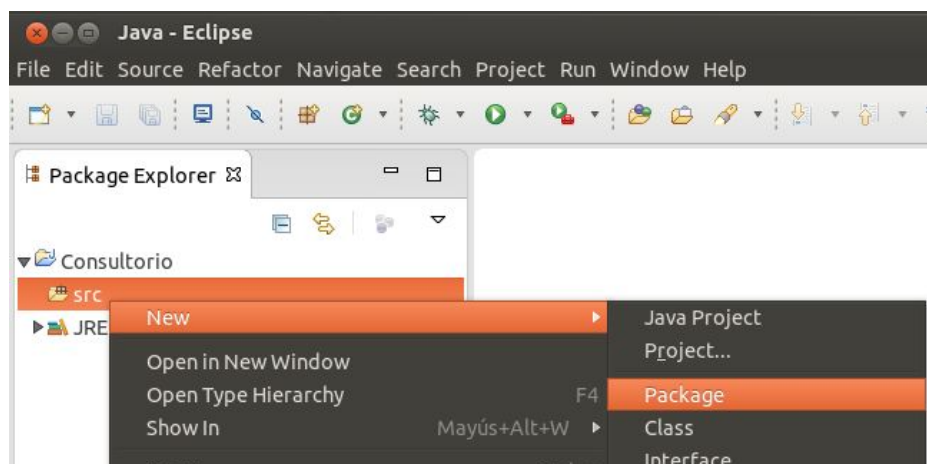 Java - Eclipse
File Edit Source Refactor Navigate Search Project Run Window Help
Package Explorer
Consultorio
src
JRE
New
Open in New Window
Open Type Hierarchy F4
Show In Mayús+Alt+W
Java Project
Project...
Package
Class
Interface